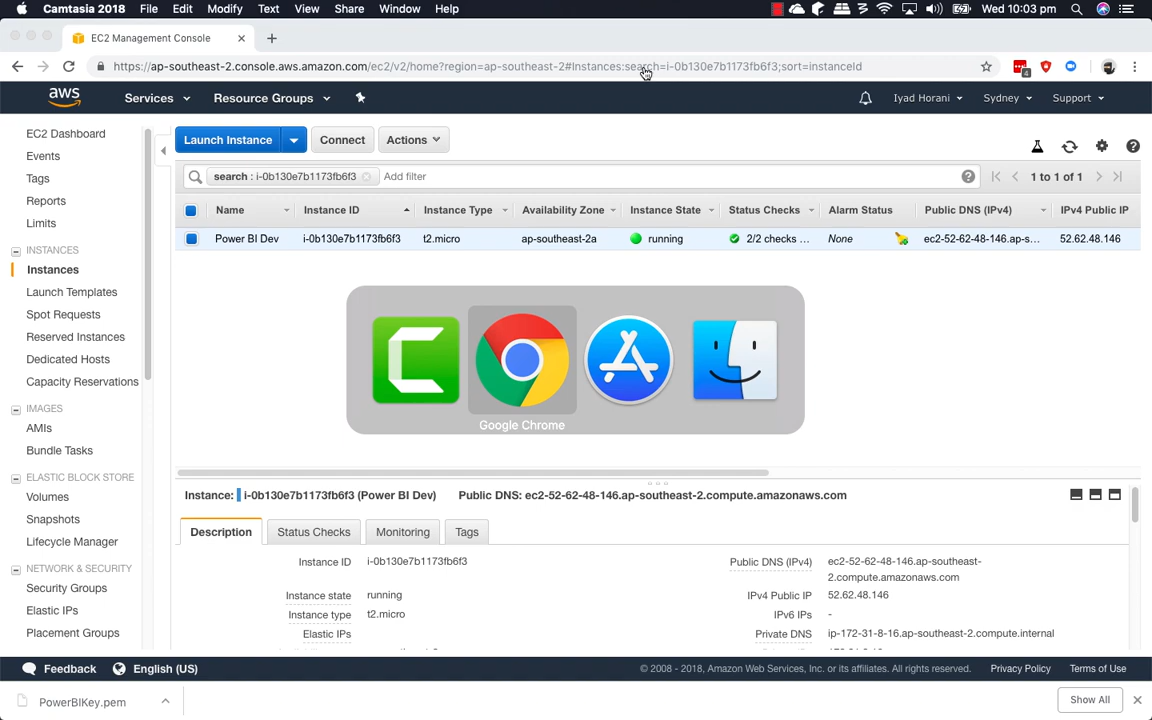 Camtasia 2018 File Edit Modify Text View Share Window Help Wed 10:03 pm
EC2 Management Console
https://ap-southeast-2.console.aws.amazon.com/ec2/v2/home?region=ap-southeast-2#Instances:search=i-0b130e7b1173fb6f3;sort=instanceId
4
aws Services Resource Groups Iyad Horani Sydney Support
EC2 Dashboard
Events
Tags
Reports
Limits
INSTANCES
Instances
Launch Templates
Spot Requests
Reserved Instances
Dedicated Hosts
Capacity Reservations
IMAGES
AMIs
Bundle Tasks
ELASTIC BLOCK STORE
Volumes
Snapshots
Lifecycle Manager
NETWORK & SECURITY
Security Groups
Elastic IPs
Placement Groups
Launch Instance Connect Actions
search : i-0b130e7b1173fb6f3 Add filter 1 to 1 of 1
Name Instance ID Instance Type Availability Zone Instance State Status Checks Alarm Status Public DNS (IPv4) IPv4 Public IP
Power BI Dev i-0b130e7b1173fb6f3 t2.micro ap-southeast-2a running 2/2 checks ... None ec2-52-62-48-146.ap-s... 52.62.48.146
Google Chrome
Instance: i-0b130e7b1173fb6f3 (Power BI Dev) Public DNS: ec2-52-62-48-146.ap-southeast-2.compute.amazonaws.com
Description Status Checks Monitoring Tags
Instance ID i-0b130e7b1173fb6f3 Public DNS (IPv4) ec2-52-62-48-146.ap-southeast-
2.compute.amazonaws.com
Instance state running IPv4 Public IP 52.62.48.146
Instance type t2.micro IPv6 IPs -
Elastic IPs Private DNS ip-172-31-8-16.ap-southeast-2.compute.internal
Feedback English (US) © 2008 - 2018, Amazon Web Services, Inc. or its affiliates. All rights reserved. Privacy Policy Terms of Use
PowerBIKey.pem Show All